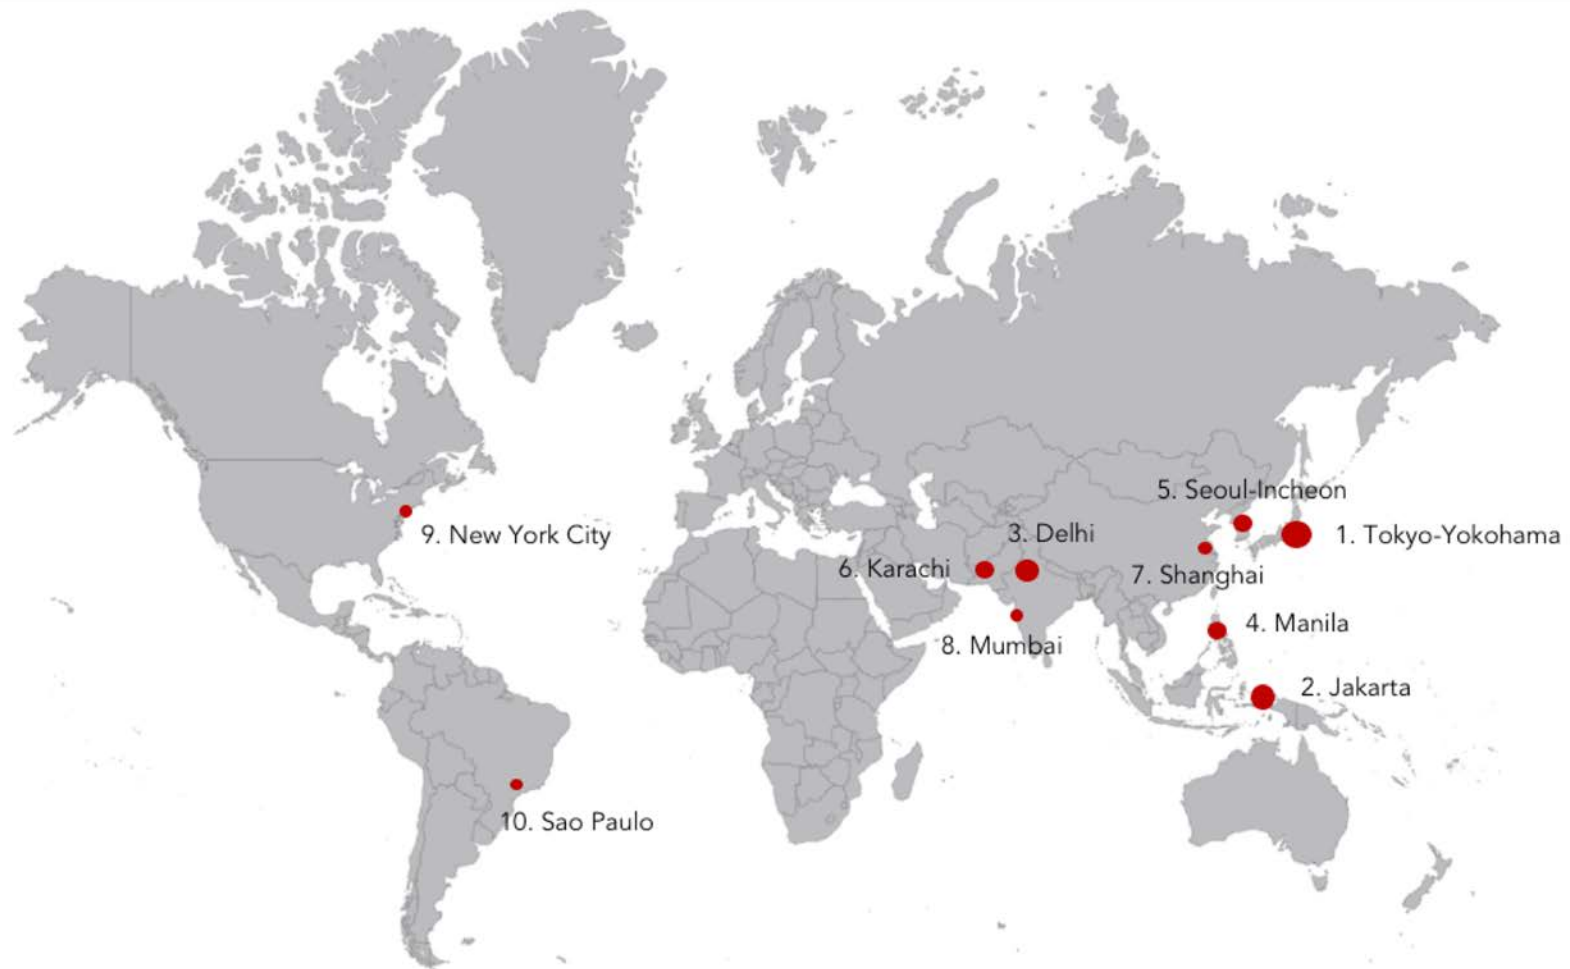 5. Seoul-Incheon
9. New York City
3. Delhi
1. Tokyo-Yokohama
6. Karachi
7. Shanghai
4. Manila
8. Mumbai
2. Jakarta
10. Sao Paulo